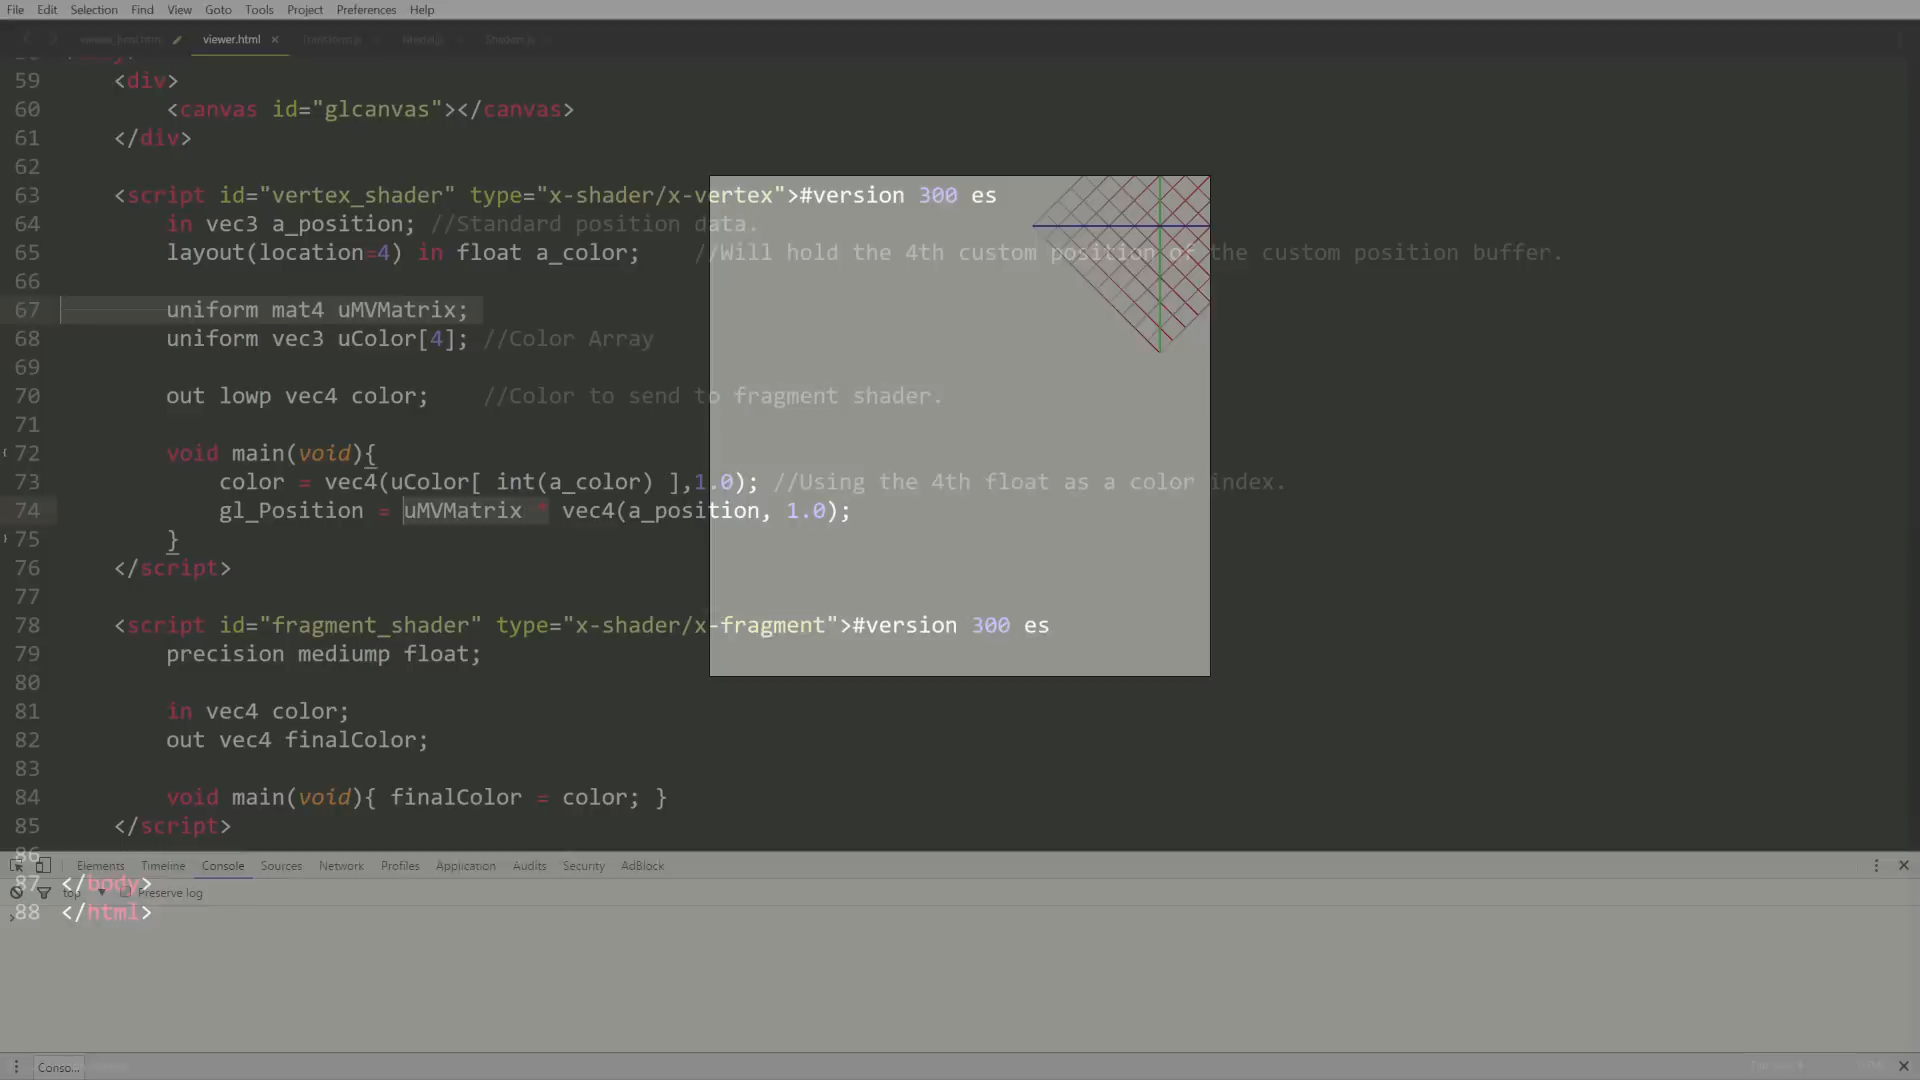 File Edit Selection Find View Goto Tools Project Preferences Help
viewer.html ×
59 <div>
60 <canvas id="glcanvas"></canvas>
61 </div>
62
63 <script id="vertex_shader" type="x-shader/x-vertex">#version 300 es
64 in vec3 a_position; //Standard position data.
65 layout(location=4) in float a_color; //Will hold the 4th custom position of the custom position buffer.
66
67 uniform mat4 uMVMatrix;
68 uniform vec3 uColor[4]; //Color Array
69
70 out lowp vec4 color; //Color to send to fragment shader.
71
72 void main(void){
73 color = vec4(uColor[ int(a_color) ],1.0); //Using the 4th float as a color index.
74 gl_Position = uMVMatrix * vec4(a_position, 1.0);
75 }
76 </script>
77
78 <script id="fragment_shader" type="x-shader/x-fragment">#version 300 es
79 precision mediump float;
80
81 in vec4 color;
82 out vec4 finalColor;
83
84 void main(void){ finalColor = color; }
85 </script>
86
Elements Timeline Console Sources Network Profiles Application Audits Security AdBlock
87 </body>
top Preserve log
88 </html>
Conso...